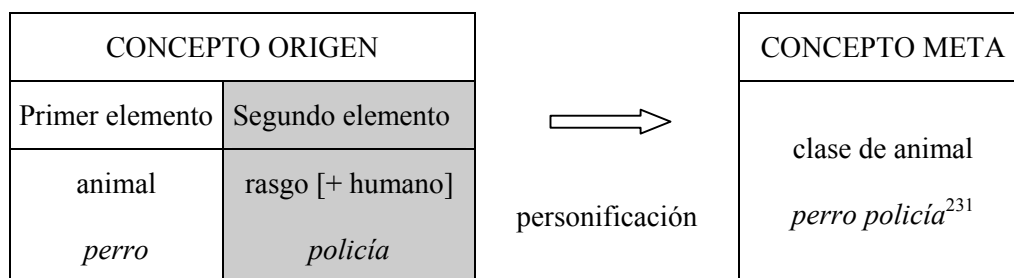 CONCEPTO ORIGEN
Primer elemento
Segundo elemento
animal
perro
rasgo [+ humano]
policía
personificación
CONCEPTO META
clase de animal
perro policía231